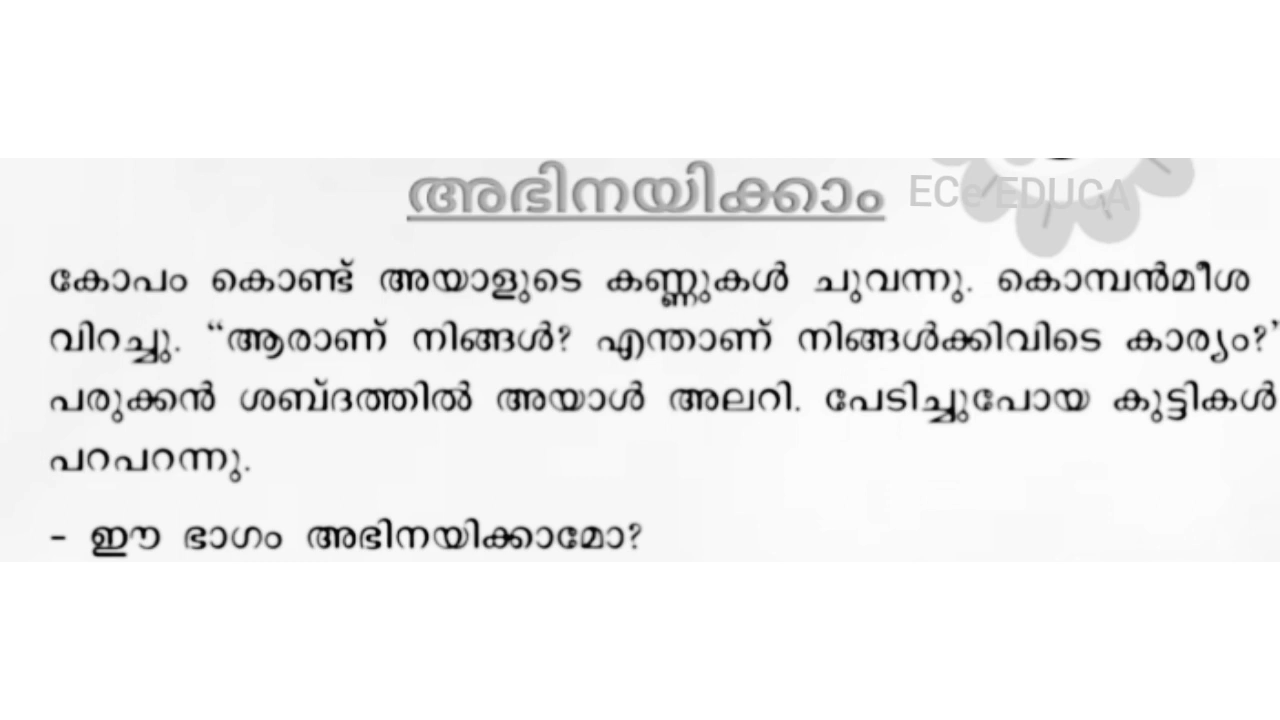 അഭിനയിക്കാം
ECe EDUCA
കോപം കൊണ്ട് അയാളുടെ കണ്ണുകൾ ചുവന്നു. കൊമ്പൻമീശ
വിറച്ചു. “ആരാണ് നിങ്ങൾ? എന്താണ് നിങ്ങൾക്കിവിടെ കാര്യം?”
പരുക്കൻ ശബ്ദത്തിൽ അയാൾ അലറി. പേടിച്ചുപോയ കുട്ടികൾ
പറപറന്നു.
- ഈ ഭാഗം അഭിനയിക്കാമോ?